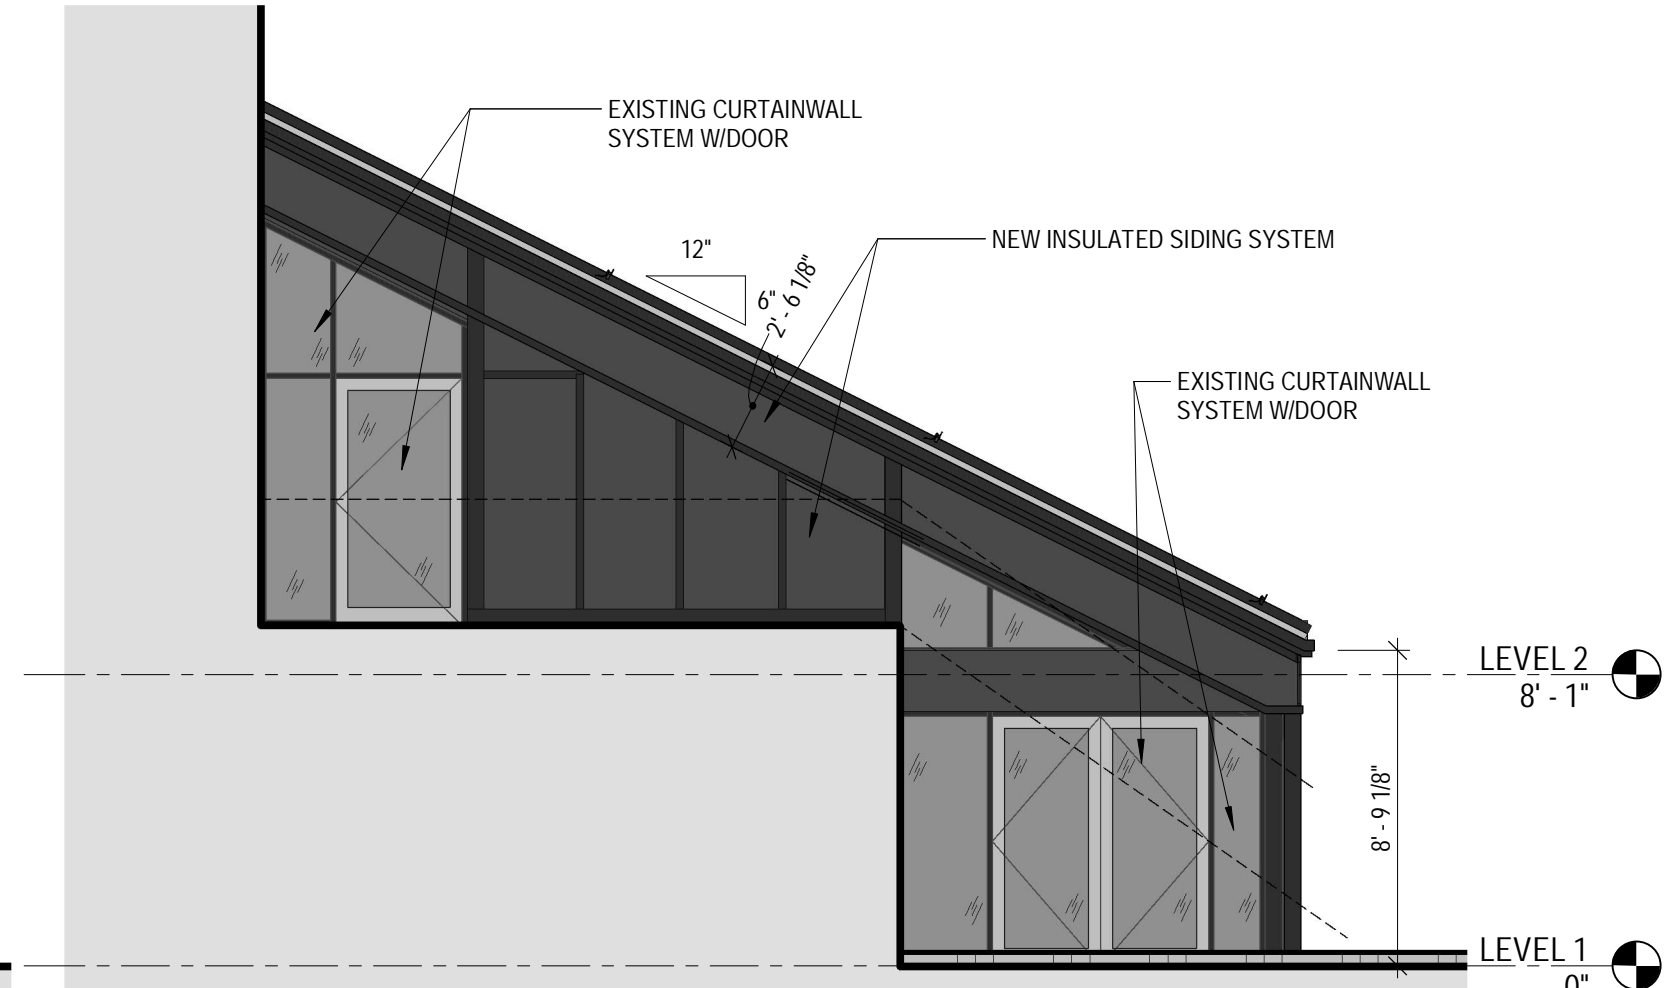 EXISTING CURTAINWALL
SYSTEM W/DOOR
12"
6"
2' - 6 1/8"
NEW INSULATED SIDING SYSTEM
EXISTING CURTAINWALL
SYSTEM W/DOOR
LEVEL 2
8' - 1"
8' - 9 1/8"
LEVEL 1
0"